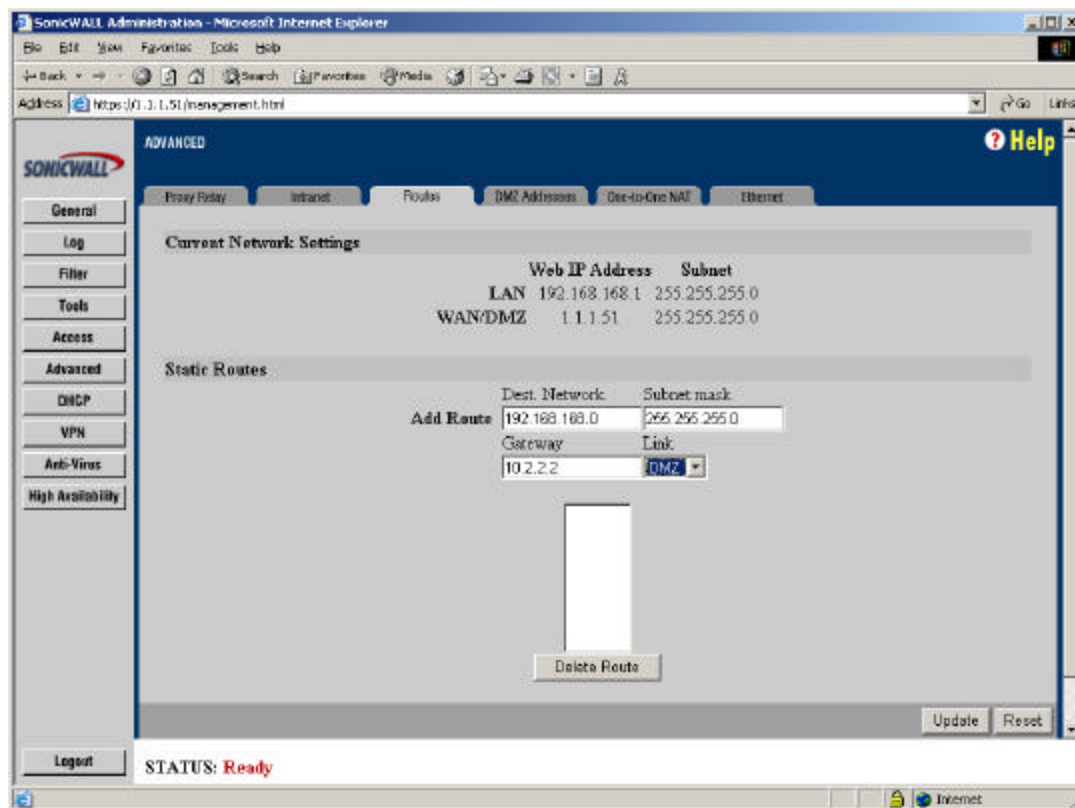 SonicWALL Administration - Microsoft Internet Explorer
File Edit View Favorites Tools Help
Back Search Favorites Media
Address https://1.1.1.51/management.html Go Links
SONICWALL
ADVANCED
Help
Proxy Relay Intranet Routes DMZ Addresses One-to-One NAT Ethernet
General
Log
Filter
Tools
Access
Advanced
DHCP
VPN
Anti-Virus
High Availability
Logout
Current Network Settings
Web IP Address Subnet
LAN 192.168.168.1 255.255.255.0
WAN/DMZ 1.1.1.51 255.255.255.0
Static Routes
Dest. Network Subnet mask
Add Route 192.168.168.0 255.255.255.0
Gateway Link
10.2.2.2 DMZ
Delete Route
Update Reset
STATUS: Ready
Internet